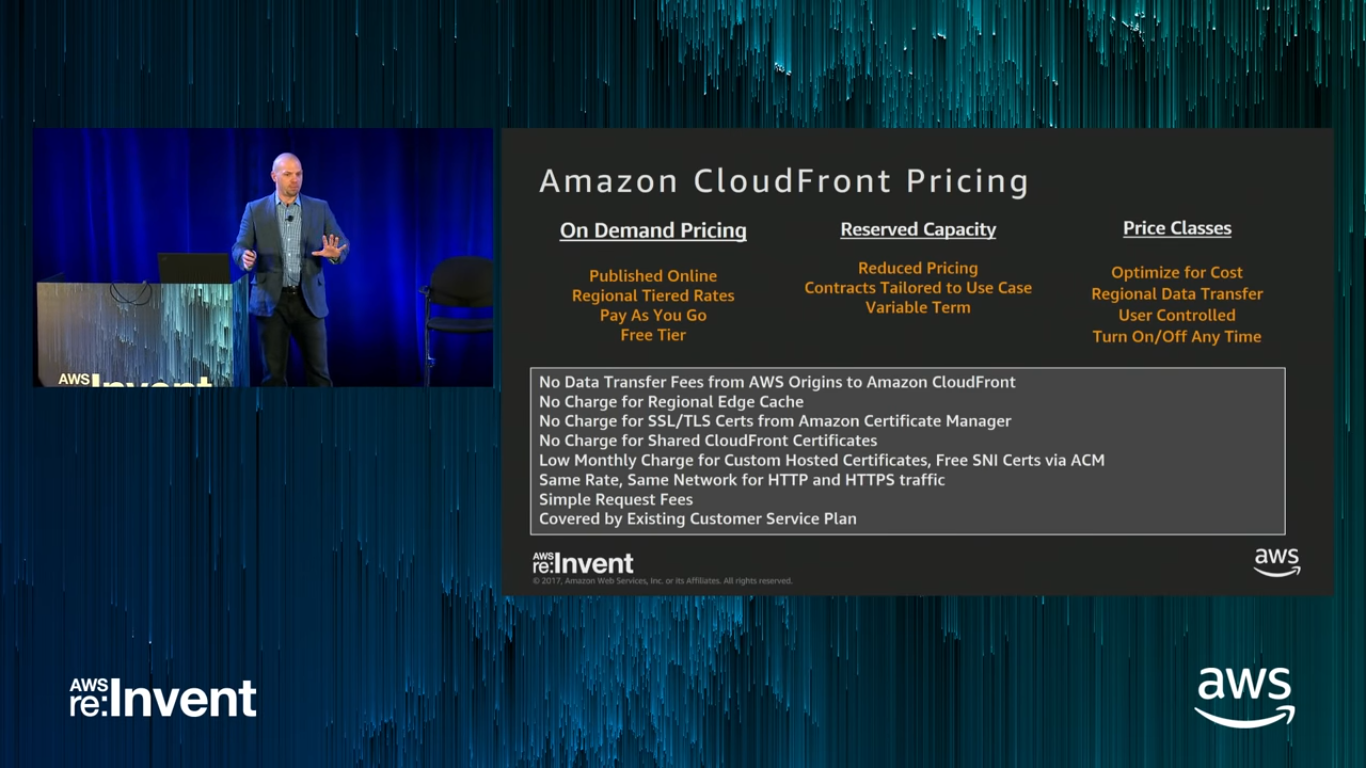 Amazon CloudFront Pricing
On Demand Pricing
Published Online
Regional Tiered Rates
Pay As You Go
Free Tier
Reserved Capacity
Reduced Pricing
Contracts Tailored to Use Case
Variable Term
Price Classes
Optimize for Cost
Regional Data Transfer
User Controlled
Turn On/Off Any Time
No Data Transfer Fees from AWS Origins to Amazon CloudFront
No Charge for Regional Edge Cache
No Charge for SSL/TLS Certs from Amazon Certificate Manager
No Charge for Shared CloudFront Certificates
Low Monthly Charge for Custom Hosted Certificates, Free SNI Certs via ACM
Same Rate, Same Network for HTTP and HTTPS traffic
Simple Request Fees
Covered by Existing Customer Service Plan
AWS
re:Invent
© 2017, Amazon Web Services, Inc. or its Affiliates. All rights reserved.
aws
AWS
Invent
AWS
re:Invent
aws